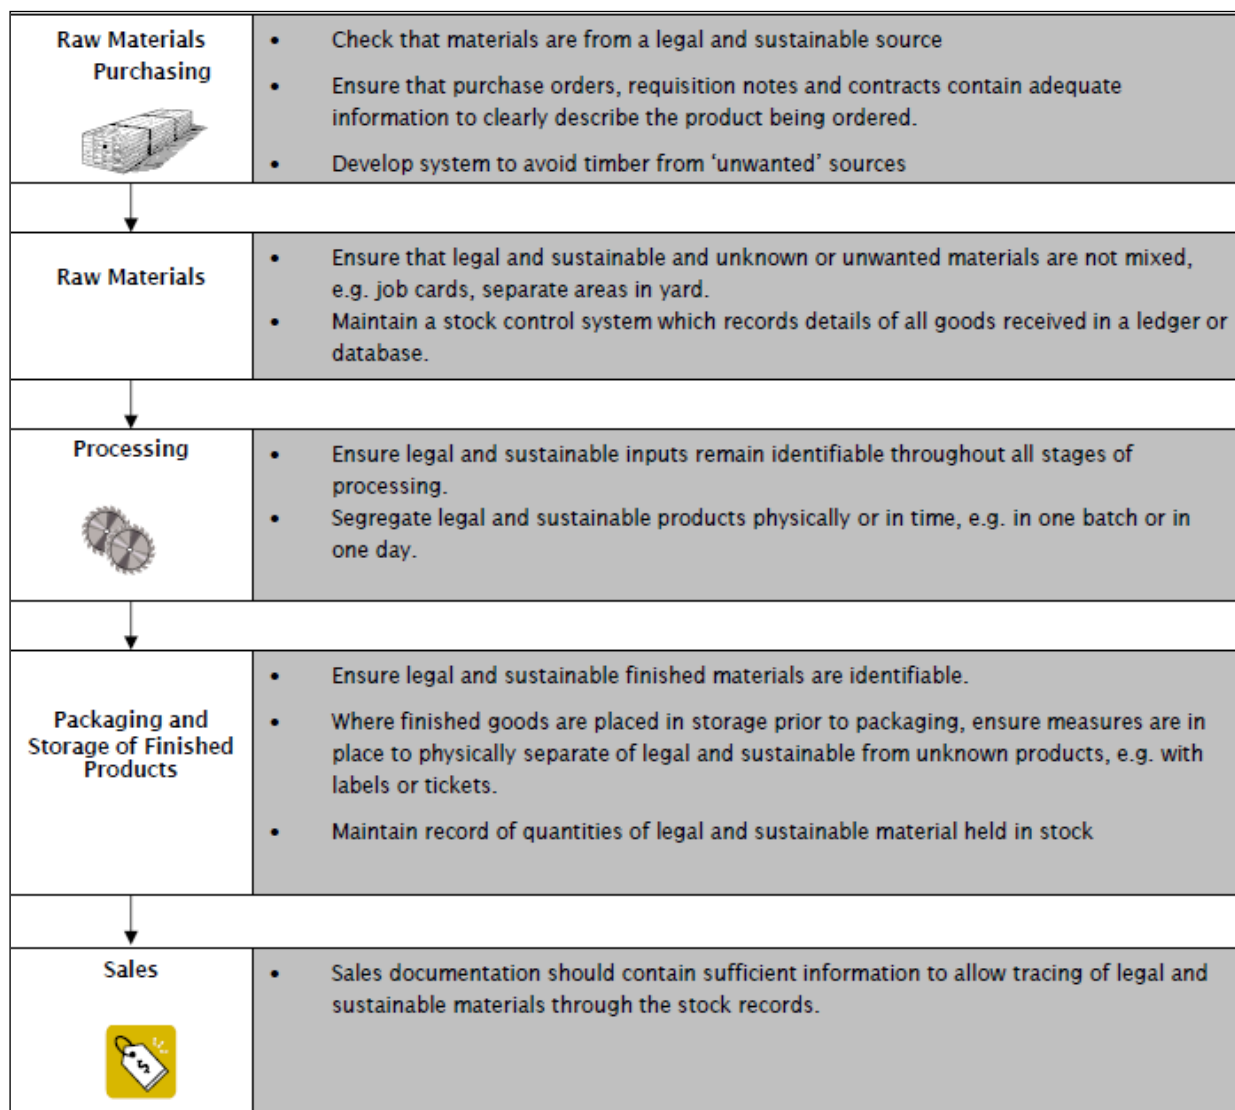 Raw Materials
Purchasing
• Check that materials are from a legal and sustainable source
• Ensure that purchase orders, requisition notes and contracts contain adequate
information to clearly describe the product being ordered.
• Develop system to avoid timber from ‘unwanted’ sources
Raw Materials
• Ensure that legal and sustainable and unknown or unwanted materials are not mixed,
e.g. job cards, separate areas in yard.
• Maintain a stock control system which records details of all goods received in a ledger or
database.
Processing
• Ensure legal and sustainable inputs remain identifiable throughout all stages of
processing.
• Segregate legal and sustainable products physically or in time, e.g. in one batch or in
one day.
Packaging and
Storage of Finished
Products
• Ensure legal and sustainable finished materials are identifiable.
• Where finished goods are placed in storage prior to packaging, ensure measures are in
place to physically separate of legal and sustainable from unknown products, e.g. with
labels or tickets.
• Maintain record of quantities of legal and sustainable material held in stock
Sales
$
• Sales documentation should contain sufficient information to allow tracing of legal and
sustainable materials through the stock records.